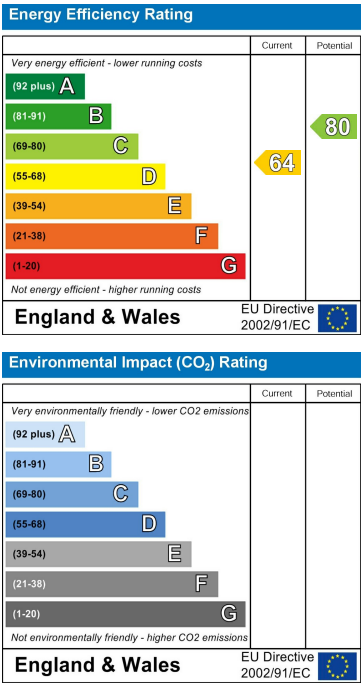 Energy Efficiency Rating
Current Potential
Very energy efficient - lower running costs
(92 plus) A
(81-91) B
(69-80) C
(55-68) D
(39-54) E
(21-38) F
(1-20) G
64
80
Not energy efficient - higher running costs
England & Wales
EU Directive
2002/91/EC
Environmental Impact (CO₂) Rating
Current Potential
Very environmentally friendly - lower CO2 emissions
(92 plus) A
(81-91) B
(69-80) C
(55-68) D
(39-54) E
(21-38) F
(1-20) G
Not environmentally friendly - higher CO2 emissions
England & Wales
EU Directive
2002/91/EC